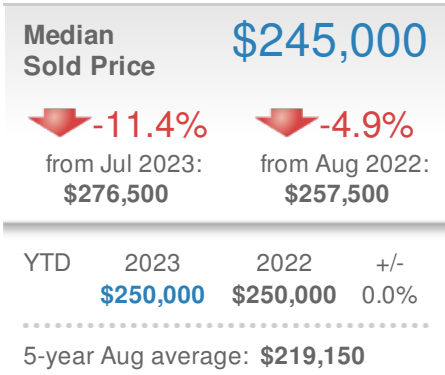 Median $245,000
Sold Price
-11.4% -4.9%
from Jul 2023: from Aug 2022:
$276,500 $257,500
YTD 2023 2022 +/-
$250,000 $250,000 0.0%
5-year Aug average: $219,150